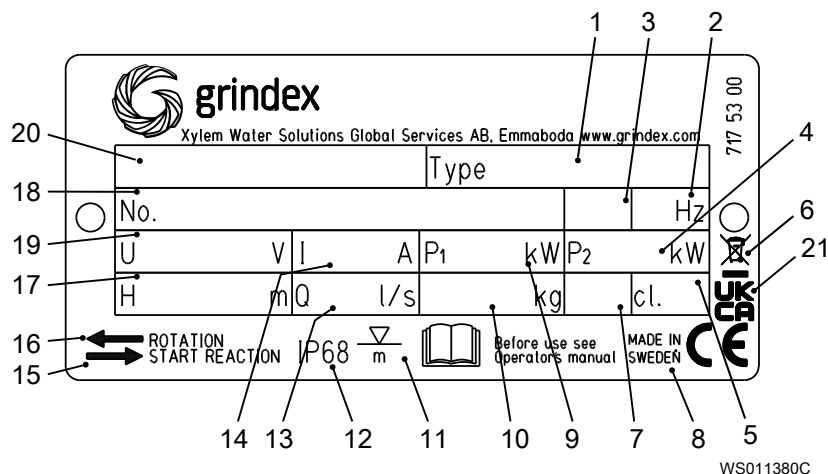 1 3 2
grindex
717 53 00
Xylem Water Solutions Global Services AB, Emmaboda www.grindex.com
20 Type 4
18 No. Hz 6
19 U V I A P1 kW P2 kW 21
17 H m Q l/s kg cl.
UK
CA
16 ROTATION
15 START REACTION
IP68 m
Before use see
Operator's manual
MADE IN
SWEDEN
CE
14 13 12 11 10 9 7 8 5
WS011380C